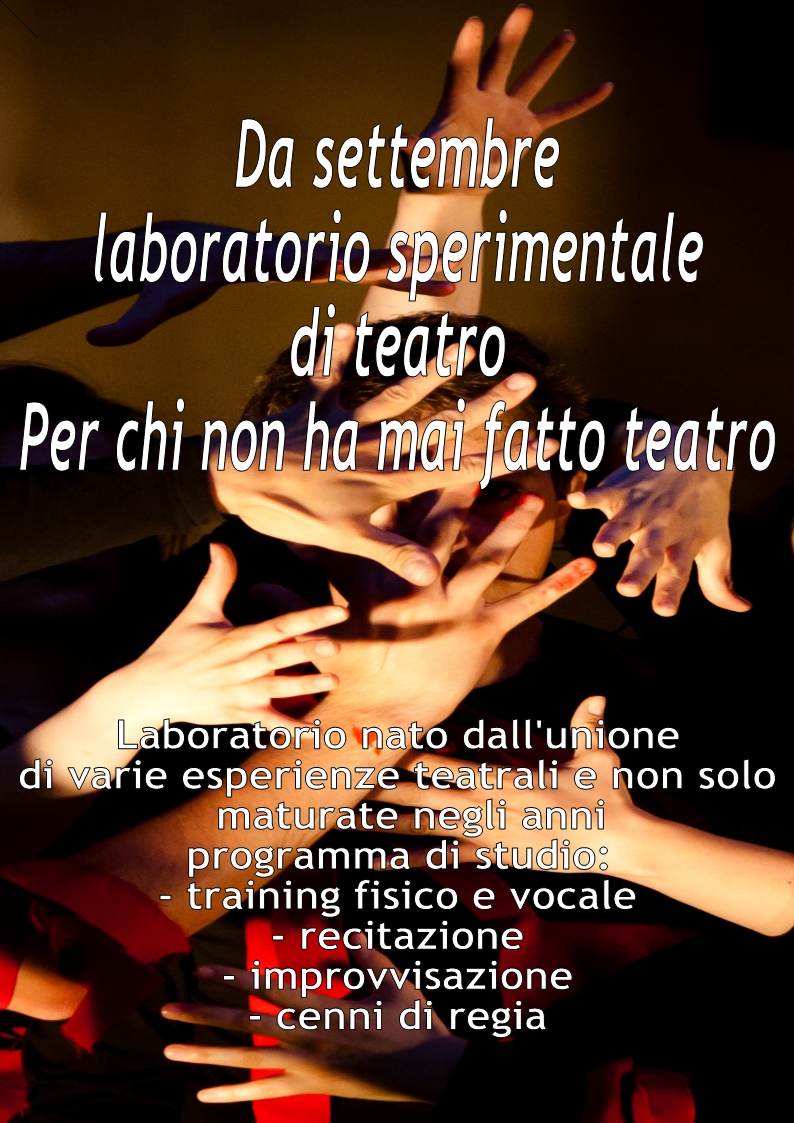 Da settembre
laboratorio sperimentale
di teatro
Per chi non ha mai fatto teatro
Laboratorio nato dall'unione
di varie esperienze teatrali e non solo
maturate negli anni
programma di studio:
- training fisico e vocale
- recitazione
- improvvisazione
- cenni di regia